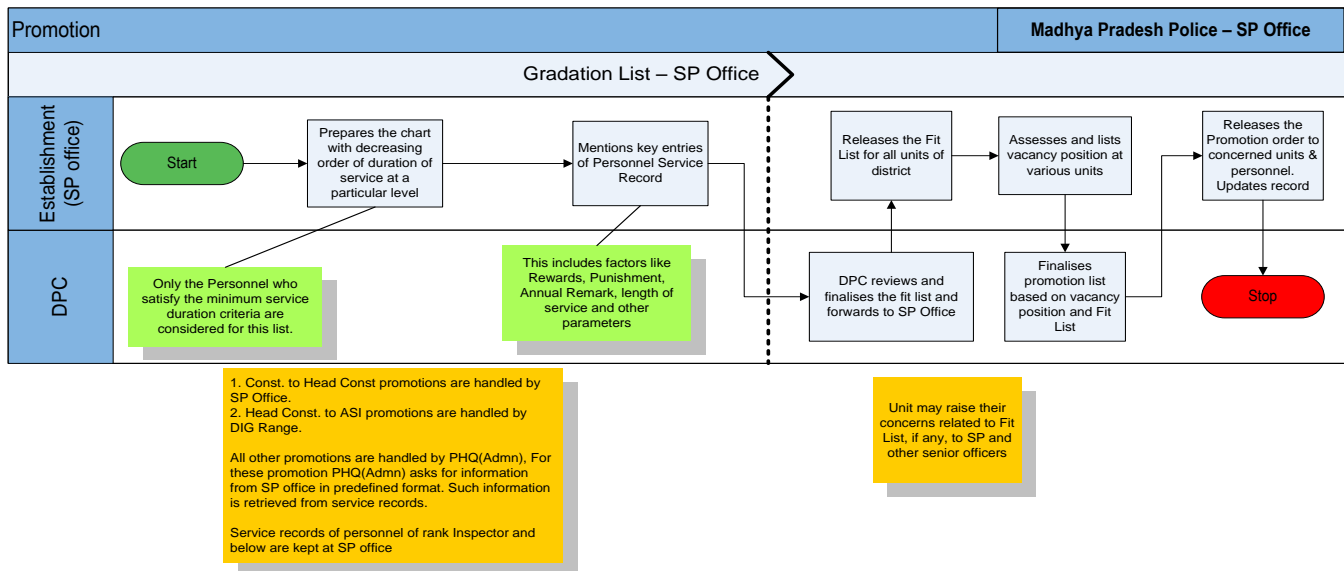 Promotion
Madhya Pradesh Police – SP Office
Gradation List – SP Office
Establishment
(SP office)
Start
Prepares the chart
with decreasing
order of duration of
service at a
particular level
Mentions key entries
of Personnel Service
Record
Releases the Fit
List for all units of
district
Assesses and lists
vacancy position at
various units
Releases the
Promotion order to
concerned units &
personnel.
Updates record
DPC
Only the Personnel who
satisfy the minimum service
duration criteria are
considered for this list.
This includes factors like
Rewards, Punishment,
Annual Remark, length of
service and other
parameters
DPC reviews and
finalises the fit list and
forwards to SP Office
Finalises
promotion list
based on vacancy
position and Fit
List
Stop
1. Const. to Head Const promotions are handled by
SP Office.
2. Head Const. to ASI promotions are handled by
DIG Range.
All other promotions are handled by PHQ(Admn), For
these promotion PHQ(Admn) asks for information
from SP office in predefined format. Such information
is retrieved from service records.
Service records of personnel of rank Inspector and
below are kept at SP office
Unit may raise their
concerns related to Fit
List, if any, to SP and
other senior officers